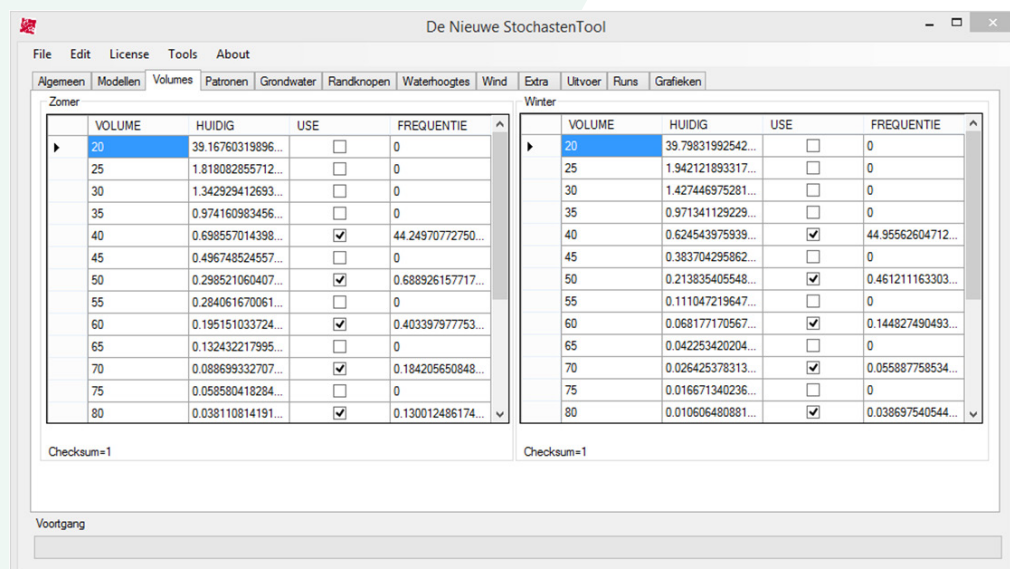 De Nieuwe StochastenTool
File Edit License Tools About
Algemeen Modellen Volumes Patronen Grondwater Randknopen Waterhoogtes Wind Extra Uitvoer Runs Grafieken
Zomer
VOLUME HUIDIG USE FREQUENTIE
20 39.16760319896... 0
25 1.818082855712... 0
30 1.342929412693... 0
35 0.974160983456... 0
40 0.698557014398... 44.24970772750...
45 0.496748524557... 0
50 0.298521060407... 0.688926157717...
55 0.284061670061... 0
60 0.195151033724... 0.403397977753...
65 0.132432217995... 0
70 0.088699332707... 0.184205650848...
75 0.058580418284... 0
80 0.038110814191... 0.130012486174...
Checksum=1
Winter
VOLUME HUIDIG USE FREQUENTIE
20 39.79831992542... 0
25 1.942121893317... 0
30 1.427446975281... 0
35 0.971341129229... 0
40 0.624543975939... 44.95562604712...
45 0.383704295862... 0
50 0.213835405548... 0.461211163303...
55 0.111047219647... 0
60 0.068177170567... 0.144827490493...
65 0.042253420204... 0
70 0.026425378313... 0.055887758534...
75 0.016671340236... 0
80 0.010606480881... 0.038697540544...
Checksum=1
Voortgang